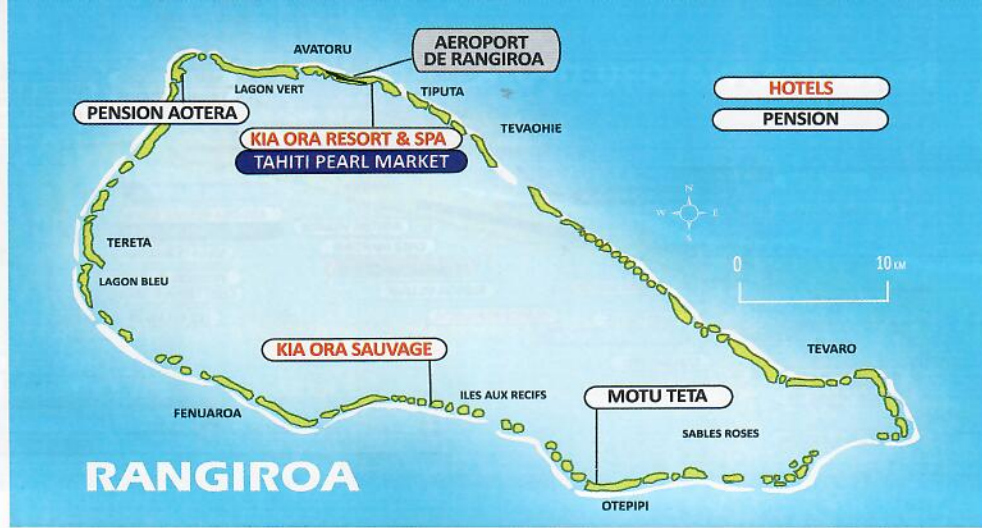 AVATORU
AEROPORT
DE RANGIROA
LAGON VERT
TIPUTA
HOTELS
PENSION
PENSION AOTERA
KIA ORA RESORT & SPA
TAHITI PEARL MARKET
TEVAOHIE
N
W E
S
TERETA
LAGON BLEU
0 10 KM
KIA ORA SAUVAGE
TEVARO
ILES AUX RECIFS
MOTU TETA
FENUAROA
SABLES ROSES
RANGIROA
OTEPIPI